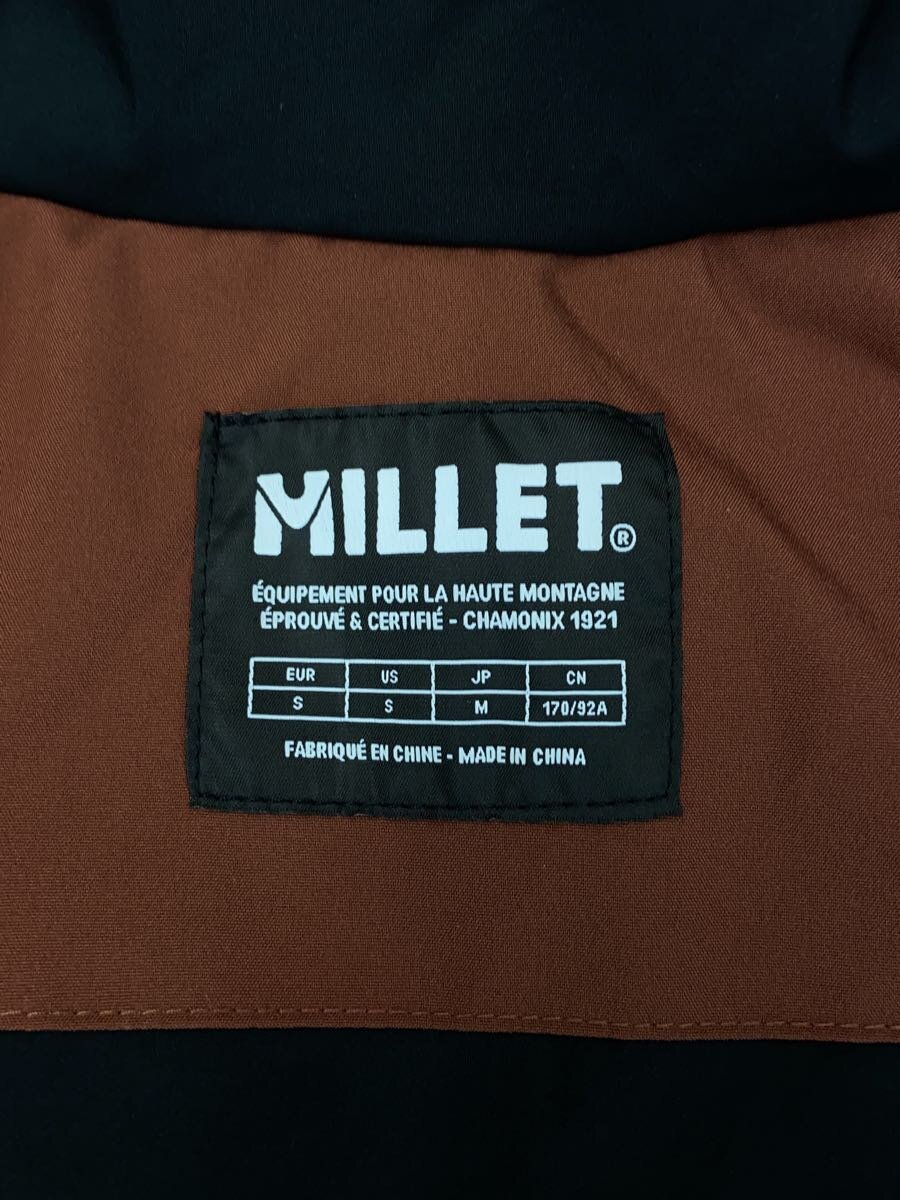 MILLET®
ÉQUIPEMENT POUR LA HAUTE MONTAGNE
ÉPROUVÉ & CERTIFIÉ - CHAMONIX 1921
EUR US JP CN
S S M 170/92A
FABRIQUÉ EN CHINE - MADE IN CHINA